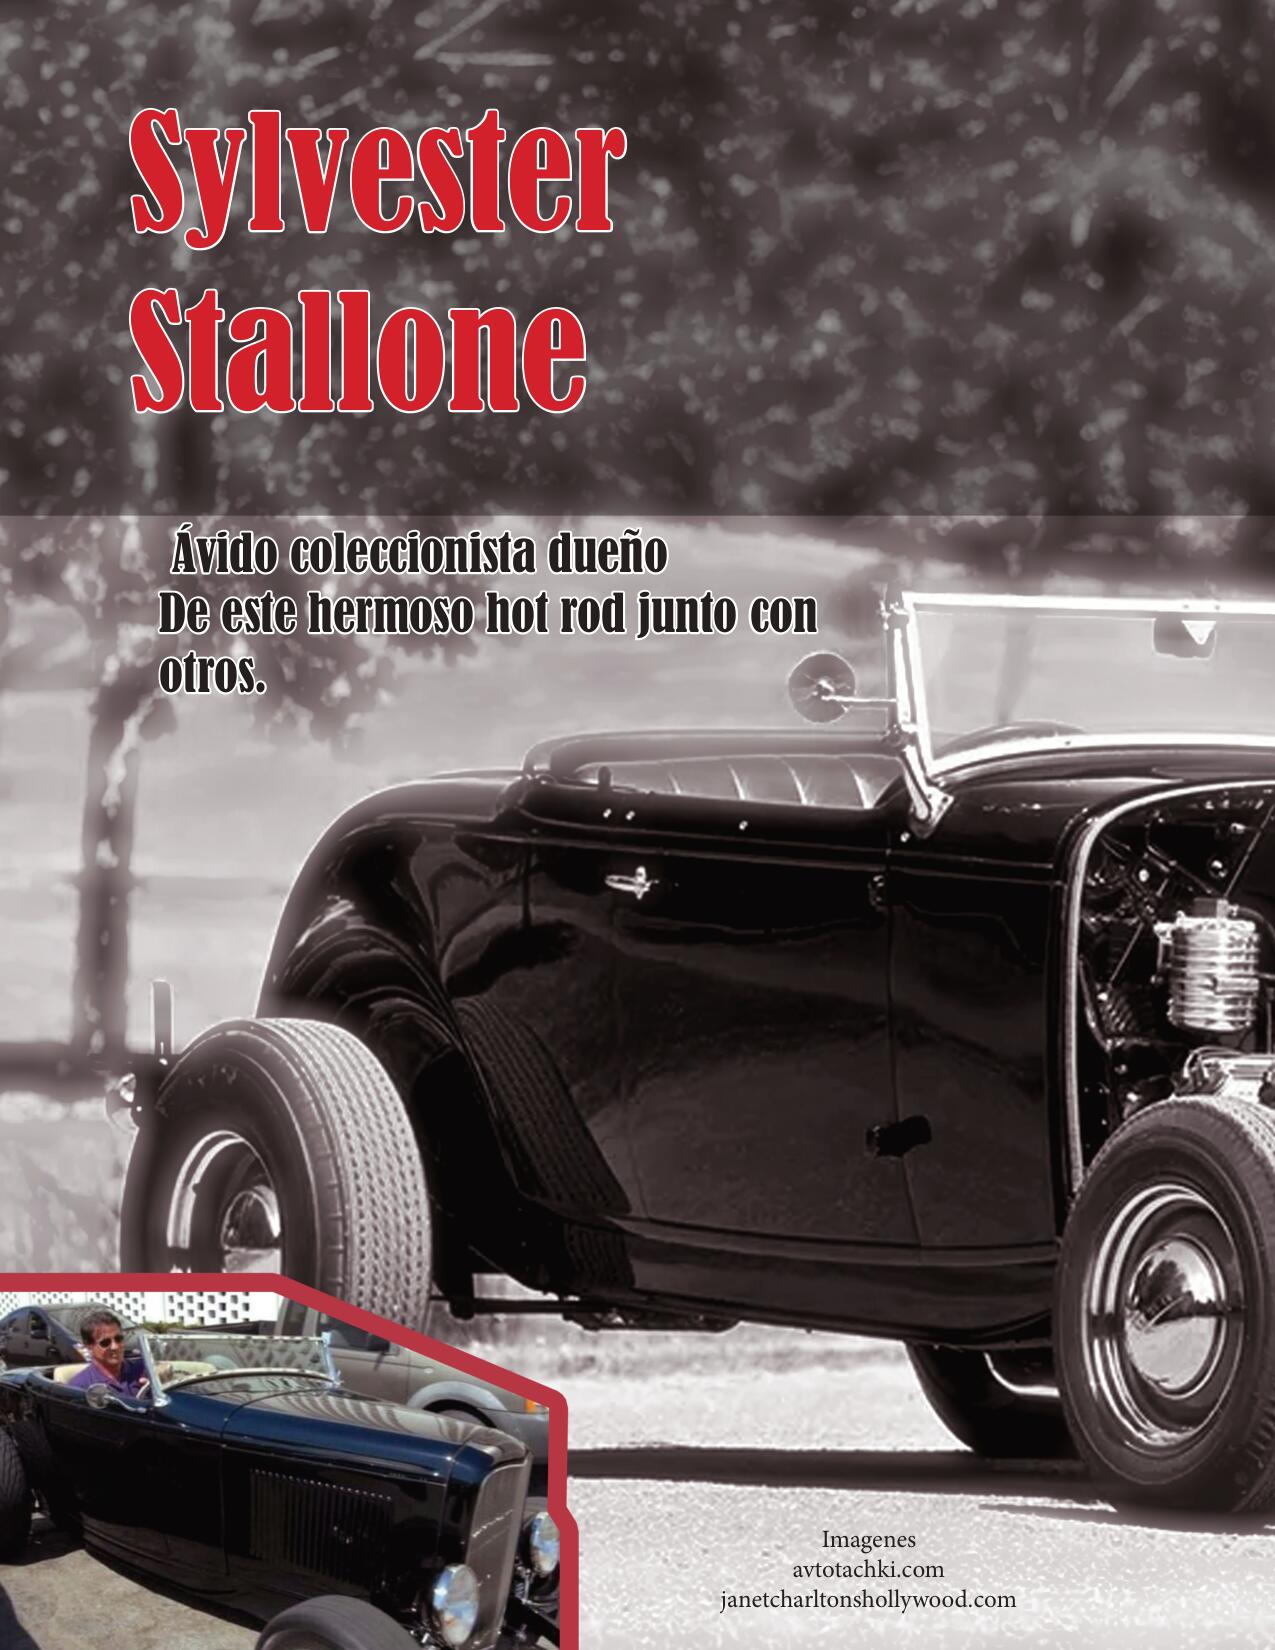 Sylvester
Stallone
Ávido coleccionista dueño
De este hermoso hot rod junto con
otros.
Imagenes
avtotachki.com
janetcharltonshollywood.com